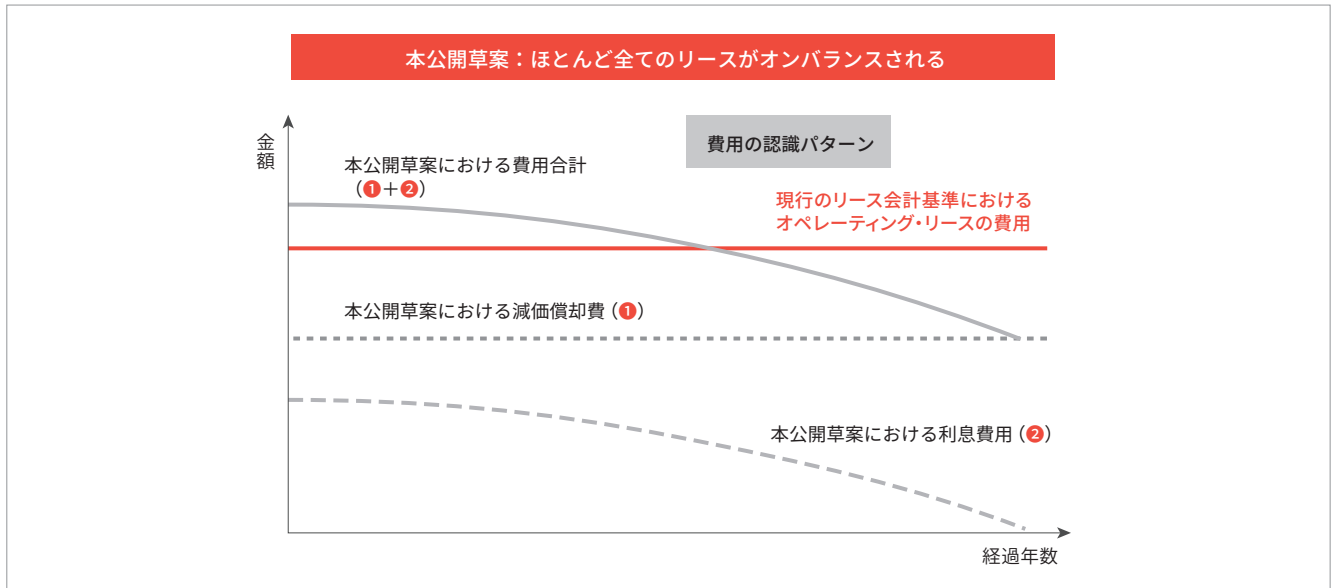 本公開草案：ほとんど全てのリースがオンバランスされる
金額
費用の認識パターン
本公開草案における費用合計
（❶＋❷）
現行のリース会計基準における
オペレーティング・リースの費用
本公開草案における減価償却費（❶）
本公開草案における利息費用（❷）
経過年数